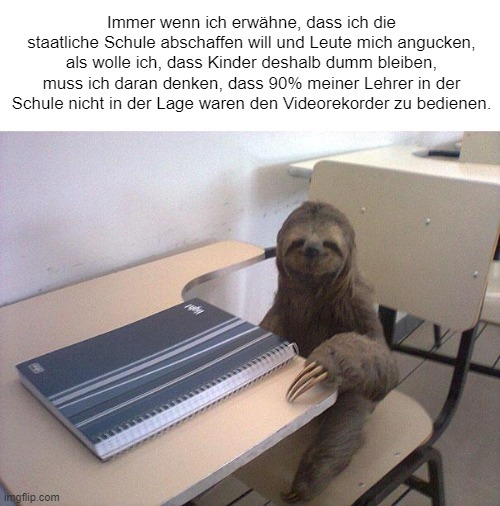 Immer wenn ich erwähne, dass ich die
staatliche Schule abschaffen will und Leute mich angucken,
als wolle ich, dass Kinder deshalb dumm bleiben,
muss ich daran denken, dass 90% meiner Lehrer in der
Schule nicht in der Lage waren den Videorekorder zu bedienen.
imgflip.com